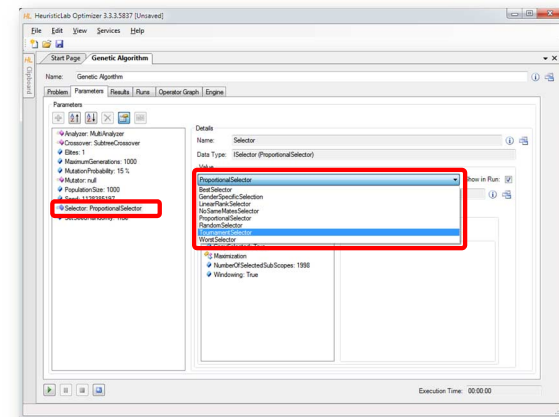 HL HeuristicLab Optimizer 3.3.3.5837 [Unsaved]
File Edit View Services Help
Start Page Genetic Algorithm
Clipboard
Name: Genetic Algorithm
Problem Parameters Results Runs Operator Graph Engine
Parameters
Analyzer: MultiAnalyzer
Crossover: SubtreeCrossover
Elites: 1
MaximumGenerations: 1000
MutationProbability: 15 %
Mutator: null
PopulationSize: 1000
Selector: ProportionalSelector
Details
Name: Selector
Data Type: ISelector (ProportionalSelector)
Value
ProportionalSelector
Show in Run:
BestSelector
GenderSpecificSelection
LinearRankSelector
NoSameMatesSelector
ProportionalSelector
RandomSelector
TournamentSelector
WorstSelector
Maximization
NumberOfSelectedSubScopes: 1998
Windowing: True
Execution Time: 00:00:00